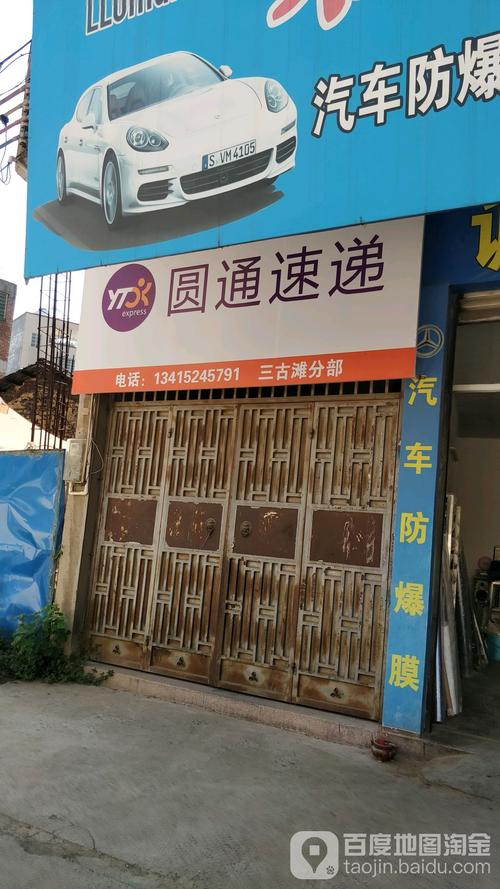 汽车防爆
S VM 4105
YTO
express
圆通速递
电话：13415245791 三古滩分部
汽车防爆膜
百度地图淘金
taojin.baidu.com